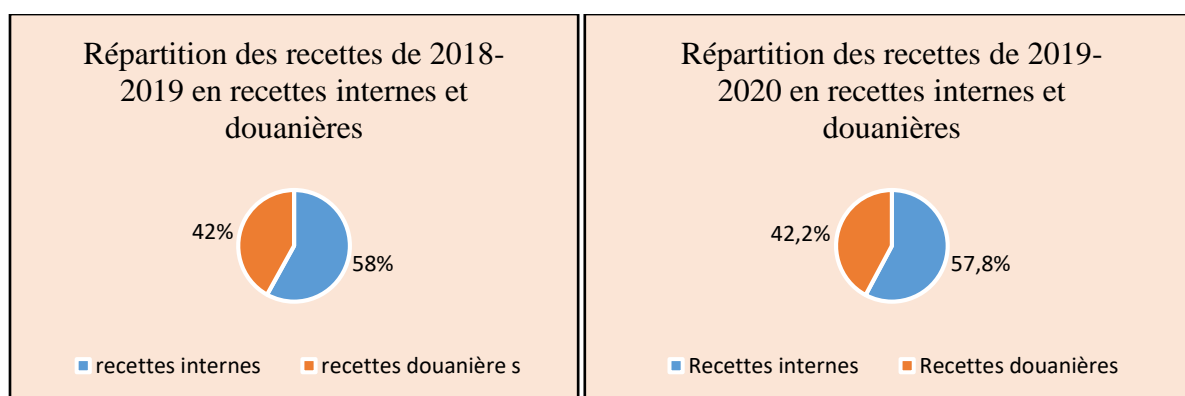 Répartition des recettes de 2018-
2019 en recettes internes et
douanières
42%
58%
recettes internes
recettes douanière s
Répartition des recettes de 2019-
2020 en recettes internes et
douanières
42,2%
57,8%
Recettes internes
Recettes douanières